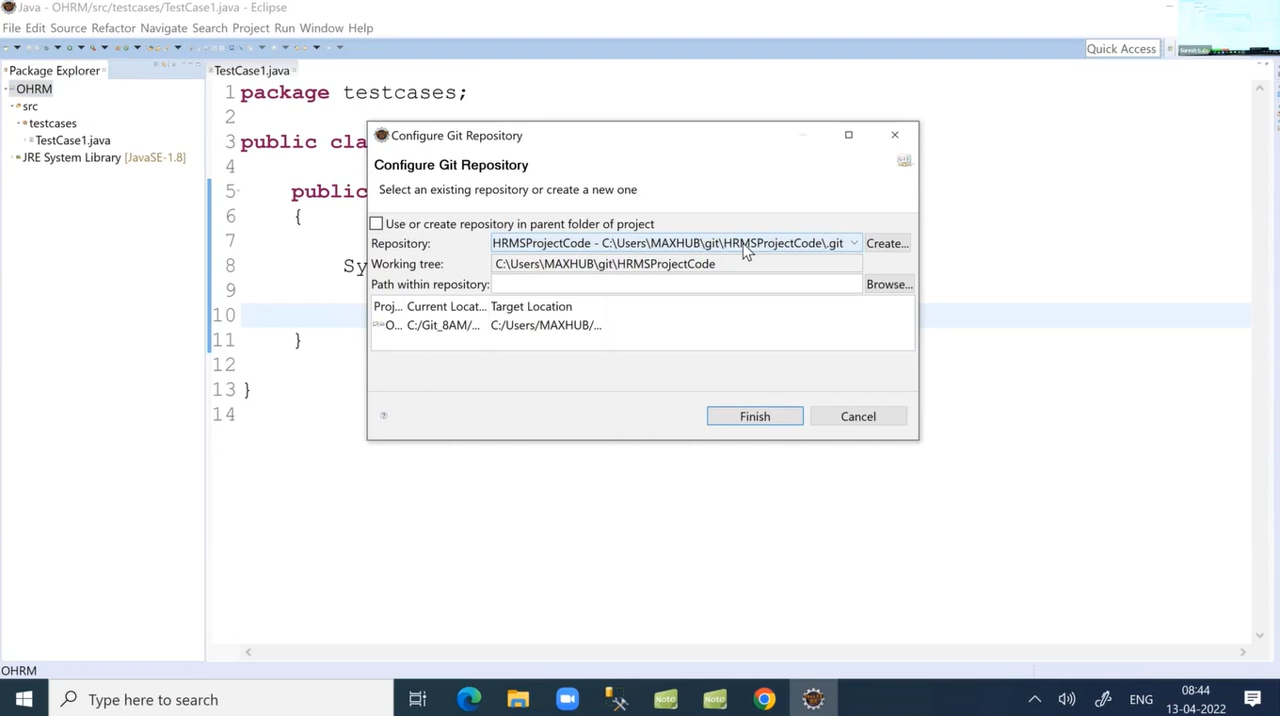 Java - OHRM/src/testcases/TestCase1.java - Eclipse
File Edit Source Refactor Navigate Search Project Run Window Help
Quick Access
Package Explorer
TestCase1.java
OHRM
src
testcases
TestCase1.java
JRE System Library [JavaSE-1.8]
1 package testcases;
2
3 public cla
4
5 public
6 {
7
8 Sy
9
10
11 }
12
13 }
14
Configure Git Repository
Configure Git Repository
Select an existing repository or create a new one
Use or create repository in parent folder of project
Repository: HRMSProjectCode - C:\Users\MAXHUB\git\HRMSProjectCode\.git Create...
Working tree: C:\Users\MAXHUB\git\HRMSProjectCode
Path within repository: Browse...
Proj... Current Locat... Target Location
O... C:/Git_8AM/... C:/Users/MAXHUB/...
Finish Cancel
OHRM
Type here to search
Note
Note
ENG
08:44
13-04-2022